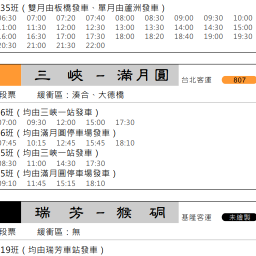 35班（雙月由板橋發車、單月由蘆洲發車）
06:30 07:00 07:20 07:40 08:00 08:30 09:00 09:30 10:00
11:00 11:30 12:00 12:30 13:00 13:30 14:00 14:30 15:00
16:00 16:30 17:00 17:30 18:00 18:20 18:40 19:00 19:30
20:30 21:00 21:30 22:00
三 峽 - 滿月圓 台北客運 807
段票 緩衝區：湊合、大德橋
6班（均由三峽一站發車）
07:00 09:30 12:00 15:00 17:30
6班（均由滿月圓停車場發車）
07:45 10:15 12:45 15:45 18:10
5班（均由三峽一站發車）
08:30 11:00 14:30 17:30
5班（均由滿月圓停車場發車）
09:10 11:45 15:15 18:10
瑞 芳 - 猴 硐 基隆客運 未繪製
段票 緩衝區：無
19班（均由瑞芳車站發車）